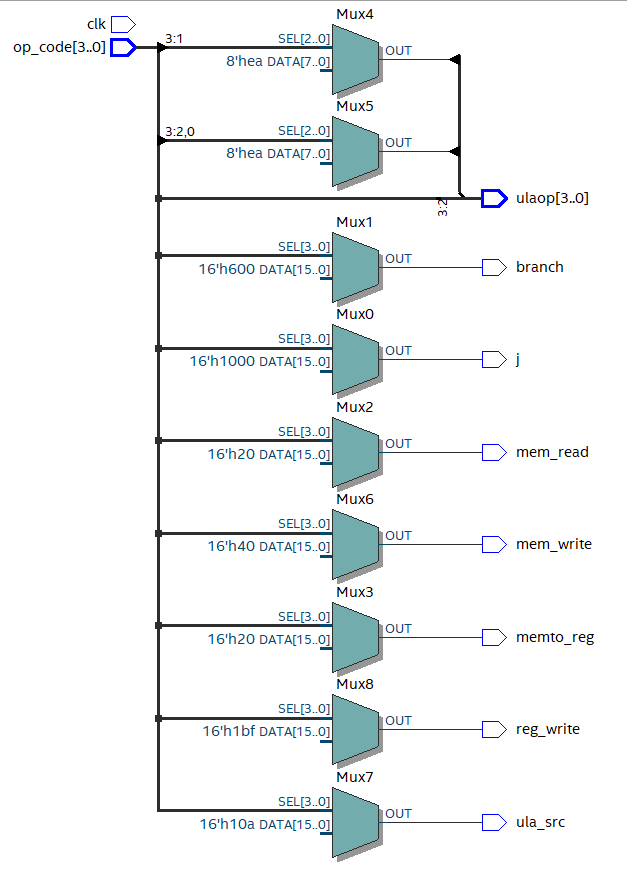 clk
op_code[3..0]
3:1
Mux4
SEL[2..0]
8'hea DATA[7..0]
OUT
3:2,0
Mux5
SEL[2..0]
8'hea DATA[7..0]
OUT
3:2
ulaop[3..0]
Mux1
SEL[3..0]
16'h600 DATA[15..0]
OUT
branch
Mux0
SEL[3..0]
16'h1000 DATA[15..0]
OUT
j
Mux2
SEL[3..0]
16'h20 DATA[15..0]
OUT
mem_read
Mux6
SEL[3..0]
16'h40 DATA[15..0]
OUT
mem_write
Mux3
SEL[3..0]
16'h20 DATA[15..0]
OUT
memto_reg
Mux8
SEL[3..0]
16'h1bf DATA[15..0]
OUT
reg_write
Mux7
SEL[3..0]
16'h10a DATA[15..0]
OUT
ula_src